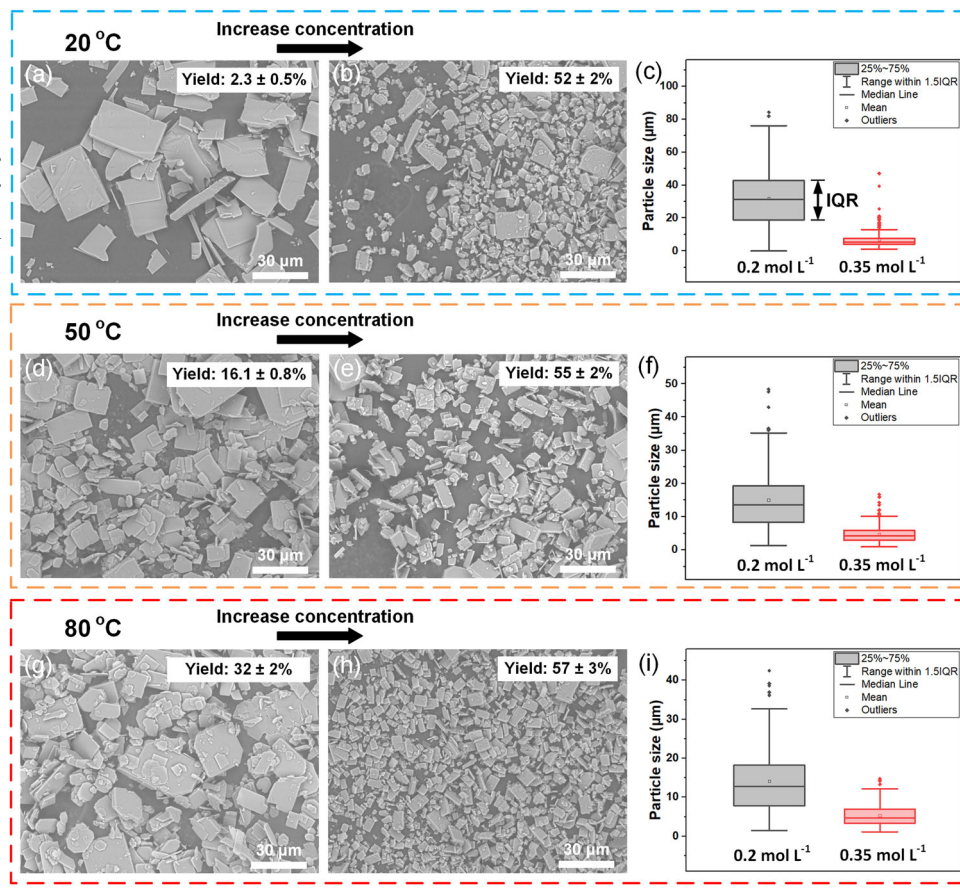 20 °C
Increase concentration
(a)
Yield: 2.3 ± 0.5%
30 µm
(b)
Yield: 52 ± 2%
30 µm
(c)
25%~75%
Range within 1.5IQR
Median Line
Mean
Outliers
Particle size (µm)
100
80
60
40
20
0
IQR
0.2 mol L⁻¹
0.35 mol L⁻¹
50 °C
Increase concentration
(d)
Yield: 16.1 ± 0.8%
30 µm
(e)
Yield: 55 ± 2%
30 µm
(f)
25%~75%
Range within 1.5IQR
Median Line
Mean
Outliers
Particle size (µm)
50
40
30
20
10
0
0.2 mol L⁻¹
0.35 mol L⁻¹
80 °C
Increase concentration
(g)
Yield: 32 ± 2%
30 µm
(h)
Yield: 57 ± 3%
30 µm
(i)
25%~75%
Range within 1.5IQR
Median Line
Mean
Outliers
Particle size (µm)
40
30
20
10
0
0.2 mol L⁻¹
0.35 mol L⁻¹